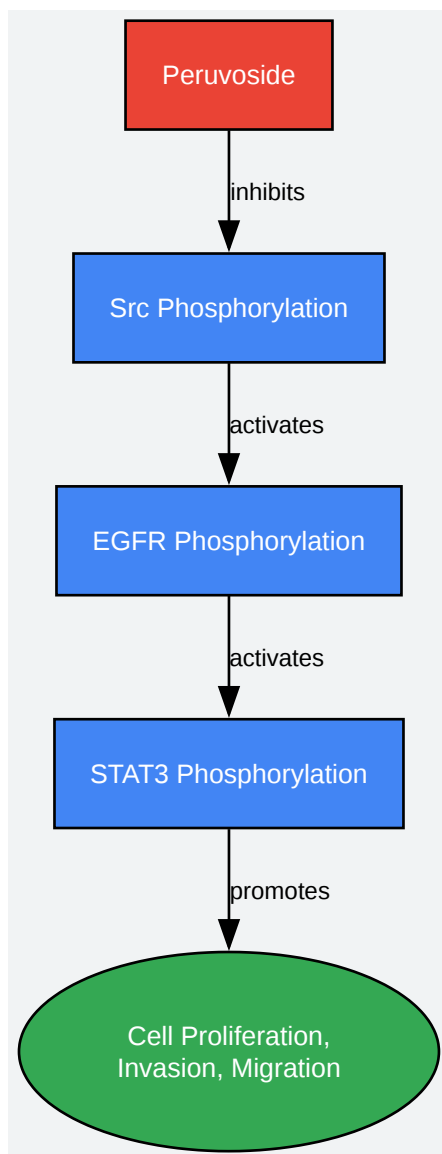 Peruvoside
inhibits
Src Phosphorylation
activates
EGFR Phosphorylation
activates
STAT3 Phosphorylation
promotes
Cell Proliferation,
Invasion, Migration